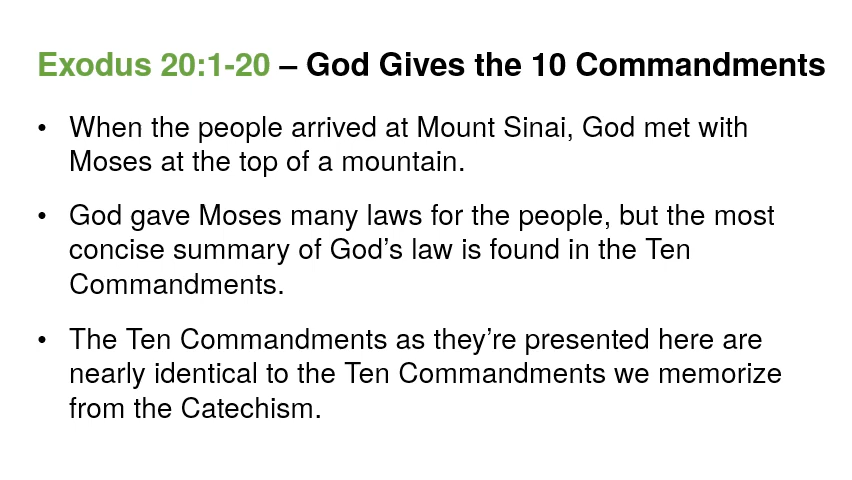 Exodus 20:1-20 – God Gives the 10 Commandments
• When the people arrived at Mount Sinai, God met with
Moses at the top of a mountain.
• God gave Moses many laws for the people, but the most
concise summary of God’s law is found in the Ten
Commandments.
• The Ten Commandments as they’re presented here are
nearly identical to the Ten Commandments we memorize
from the Catechism.